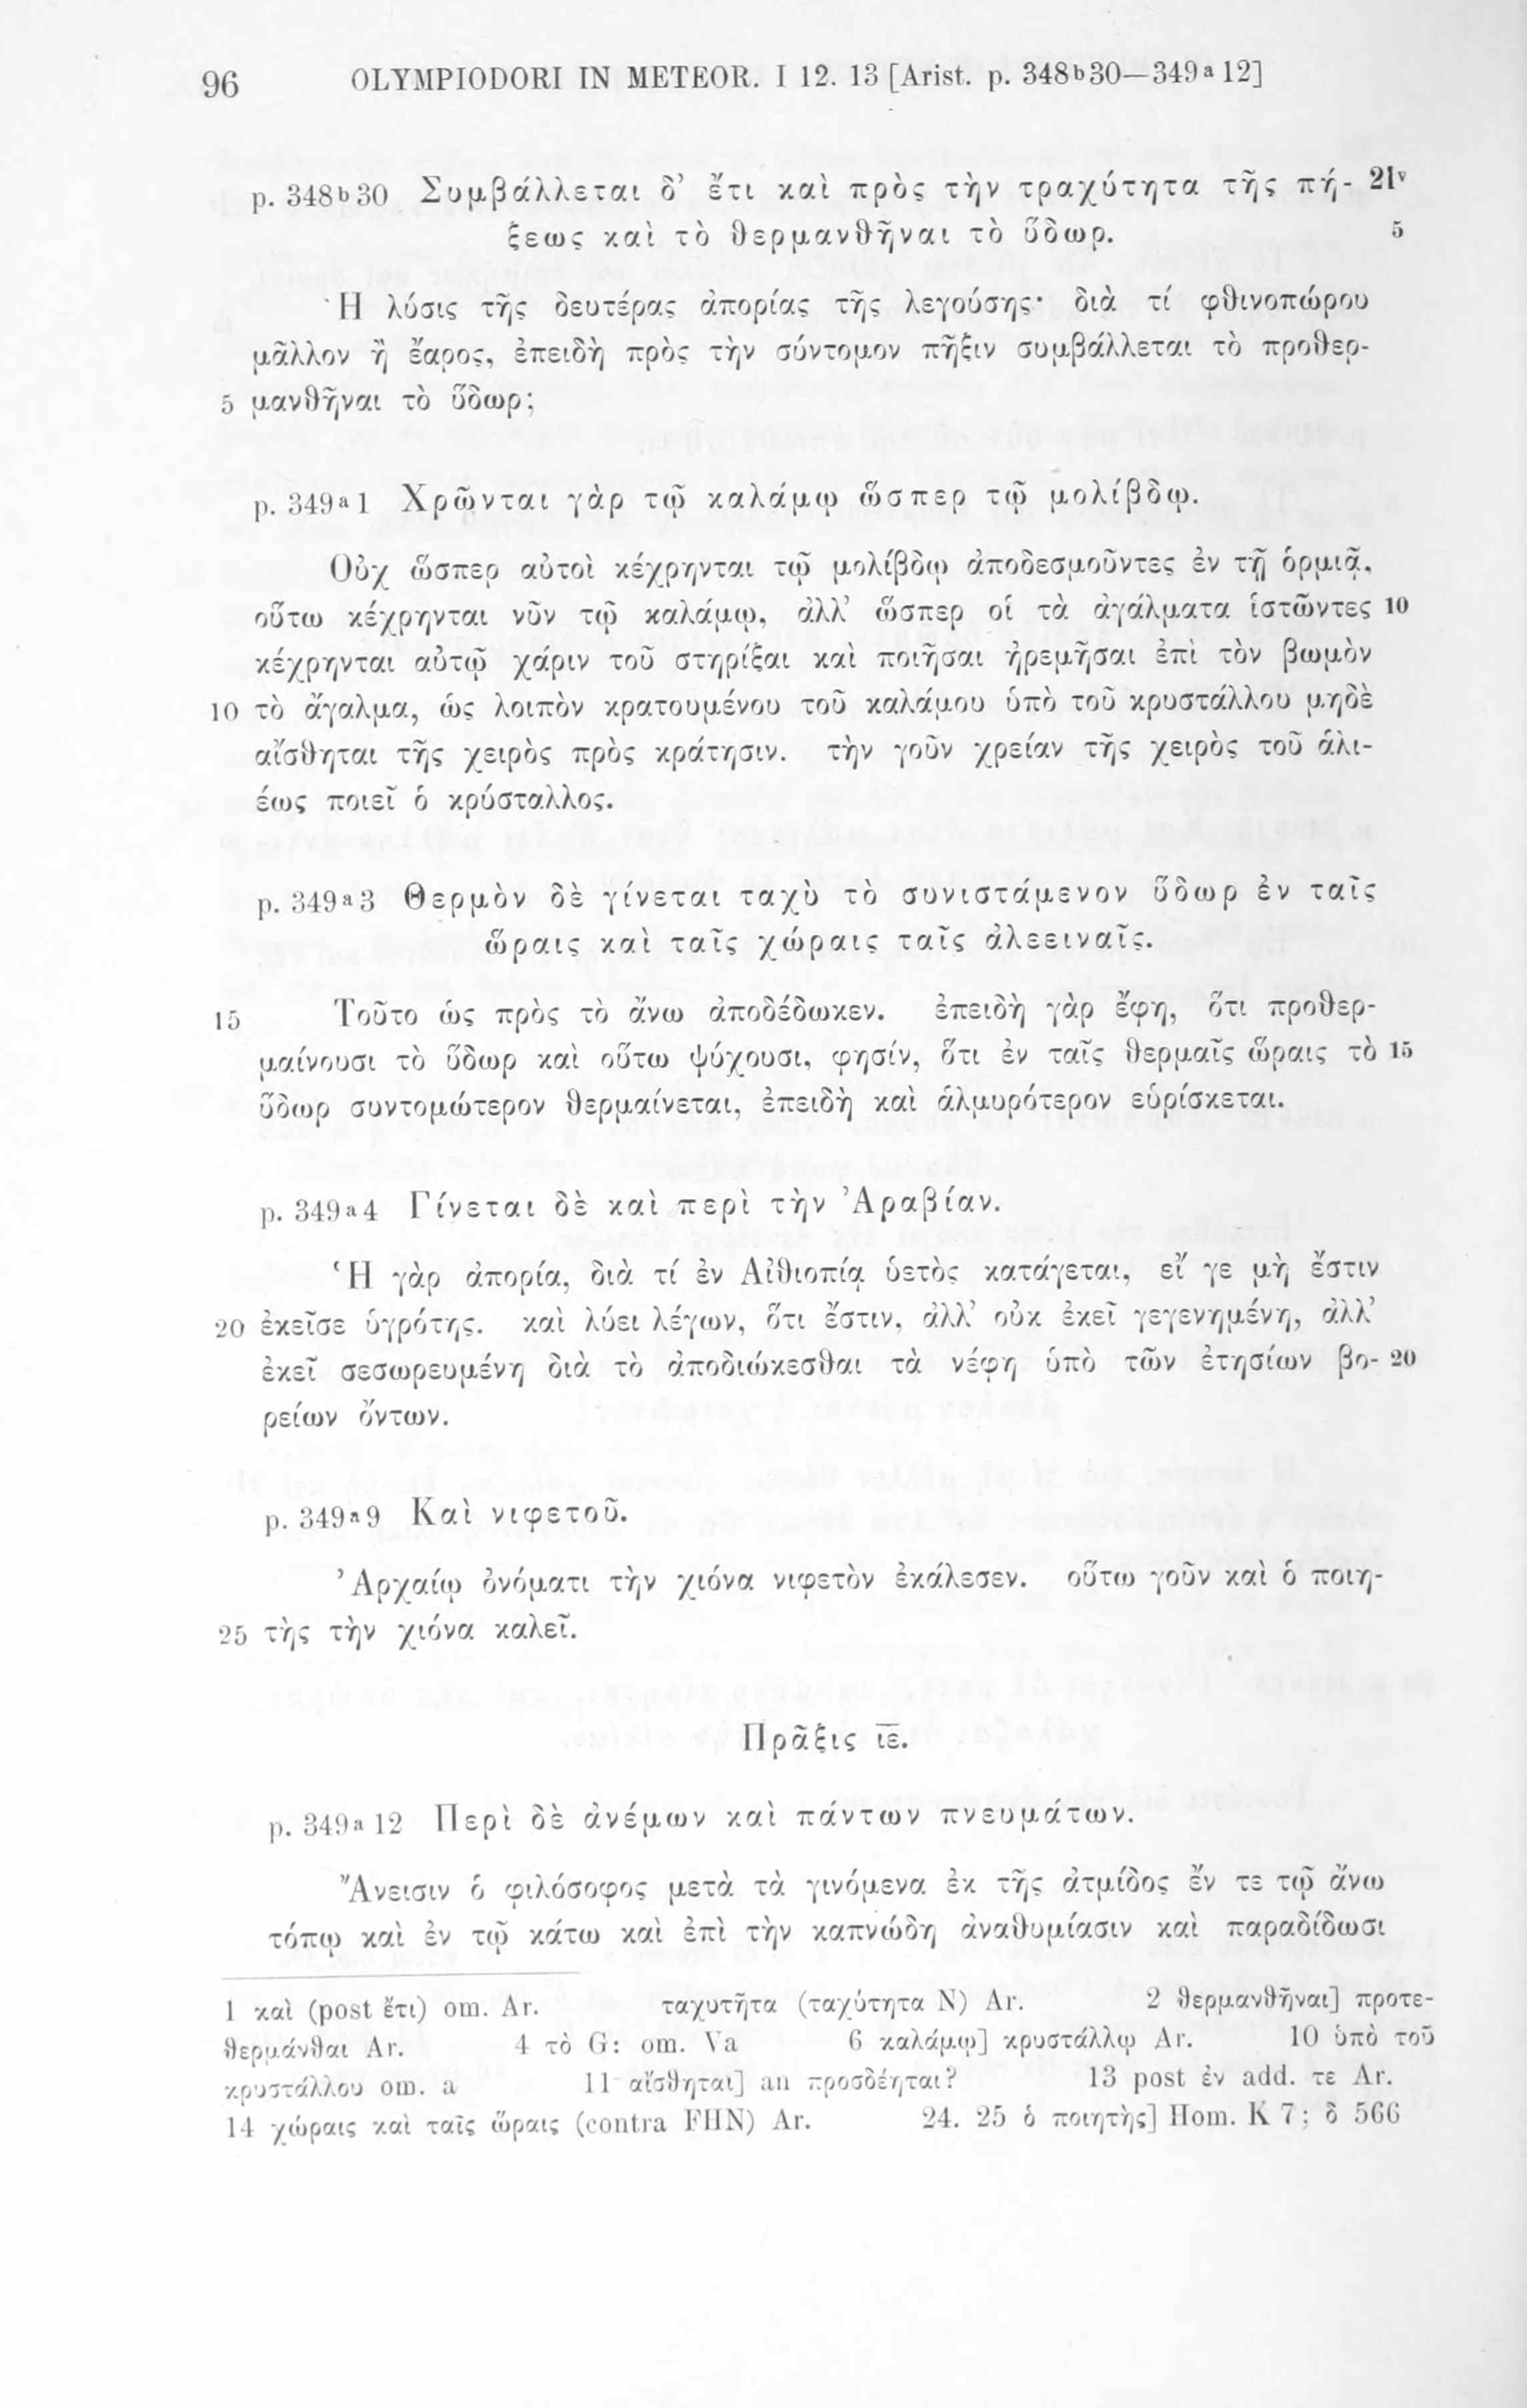 96 OLYMPIODORI IN METEOR. I 12. 13 [Arist. p. 348b30—349a12]
p. 348b30 Συμβάλλεται δ’ ἔτι καὶ πρὸς τὴν τραχύτητα τῆς πή- 21v
ξεως καὶ τὸ θερμανθῆναι τὸ ὕδωρ. 5
Ἡ λύσις τῆς δευτέρας ἀπορίας τῆς λεγούσης· διὰ τί φθινοπώρου
μᾶλλον ἢ ἔαρος, ἐπειδὴ πρὸς τὴν σύντομον πῆξιν συμβάλλεται τὸ προθερ-
5 μανθῆναι τὸ ὕδωρ;
p. 349a1 Χρῶνται γὰρ τῷ καλάμῳ ὥσπερ τῷ μολίβδῳ.
Οὐχ ὥσπερ αὐτοὶ κέχρηνται τῷ μολίβδῳ ἀποδεσμοῦντες ἐν τῇ ὁρμιᾷ,
οὕτω κέχρηνται νῦν τῷ καλάμῳ, ἀλλ’ ὥσπερ οἱ τὰ ἀγάλματα ἱστῶντες 10
κέχρηνται αὐτῷ χάριν τοῦ στηρίξαι καὶ ποιῆσαι ἠρεμῆσαι ἐπὶ τὸν βωμὸν
10 τὸ ἄγαλμα, ὡς λοιπὸν κρατουμένου τοῦ καλάμου ὑπὸ τοῦ κρυστάλλου μηδὲ
αἴσθηται τῆς χειρὸς πρὸς κράτησιν. τὴν γοῦν χρείαν τῆς χειρὸς τοῦ ἁλι-
έως ποιεῖ ὁ κρύσταλλος.
p. 349a3 Θερμὸν δὲ γίνεται ταχὺ τὸ συνιστάμενον ὕδωρ ἐν ταῖς
ὥραις καὶ ταῖς χώραις ταῖς ἀλεειναῖς.
15 Τοῦτο ὡς πρὸς τὸ ἄνω ἀποδέδωκεν. ἐπειδὴ γὰρ ἔφη, ὅτι προθερ-
μαίνουσι τὸ ὕδωρ καὶ οὕτω ψύχουσι, φησίν, ὅτι ἐν ταῖς θερμαῖς ὥραις τὸ 15
ὕδωρ συντομώτερον θερμαίνεται, ἐπειδὴ καὶ ἁλμυρότερον εὑρίσκεται.
p. 349a4 Γίνεται δὲ καὶ περὶ τὴν Ἀραβίαν.
Ἡ γὰρ ἀπορία, διὰ τί ἐν Αἰθιοπίᾳ ὑετὸς κατάγεται, εἴ γε μὴ ἔστιν
20 ἐκεῖσε ὑγρότης. καὶ λύει λέγων, ὅτι ἔστιν, ἀλλ’ οὐκ ἐκεῖ γεγενημένη, ἀλλ’
ἐκεῖ σεσωρευμένη διὰ τὸ ἀποδιώκεσθαι τὰ νέφη ὑπὸ τῶν ἐτησίων βο- 20
ρείων ὄντων.
p. 349a9 Καὶ νιφετοῦ.
Ἀρχαίῳ ὀνόματι τὴν χιόνα νιφετὸν ἐκάλεσεν. οὕτω γοῦν καὶ ὁ ποιη-
25 τὴς τὴν χιόνα καλεῖ.
Πρᾶξις ι̅ε̅.
p. 349a12 Περὶ δὲ ἀνέμων καὶ πάντων πνευμάτων.
Ἄνεισιν ὁ φιλόσοφος μετὰ τὰ γινόμενα ἐκ τῆς ἀτμίδος ἔν τε τῷ ἄνω
τόπῳ καὶ ἐν τῷ κάτω καὶ ἐπὶ τὴν καπνώδη ἀναθυμίασιν καὶ παραδίδωσι
1 καὶ (post ἔτι) om. Ar. ταχυτῆτα (ταχύτητα N) Ar. 2 θερμανθῆναι] προτε-
θερμάνθαι Ar. 4 τὸ G: om. Va 6 καλάμῳ] κρυστάλλῳ Ar. 10 ὑπὸ τοῦ
κρυστάλλου om. a 11 αἴσθηται] an προσδέηται? 13 post ἐν add. τε Ar.
14 χώραις καὶ ταῖς ὥραις (contra FHN) Ar. 24. 25 ὁ ποιητὴς] Hom. K 7; δ 566